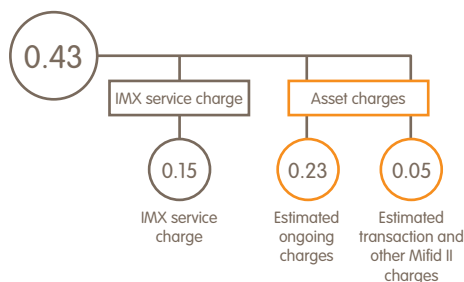 0.43
IMX service charge
Asset charges
0.15
0.23
0.05
IMX service
charge
Estimated
ongoing
charges
Estimated
transaction and
other Mifid II
charges